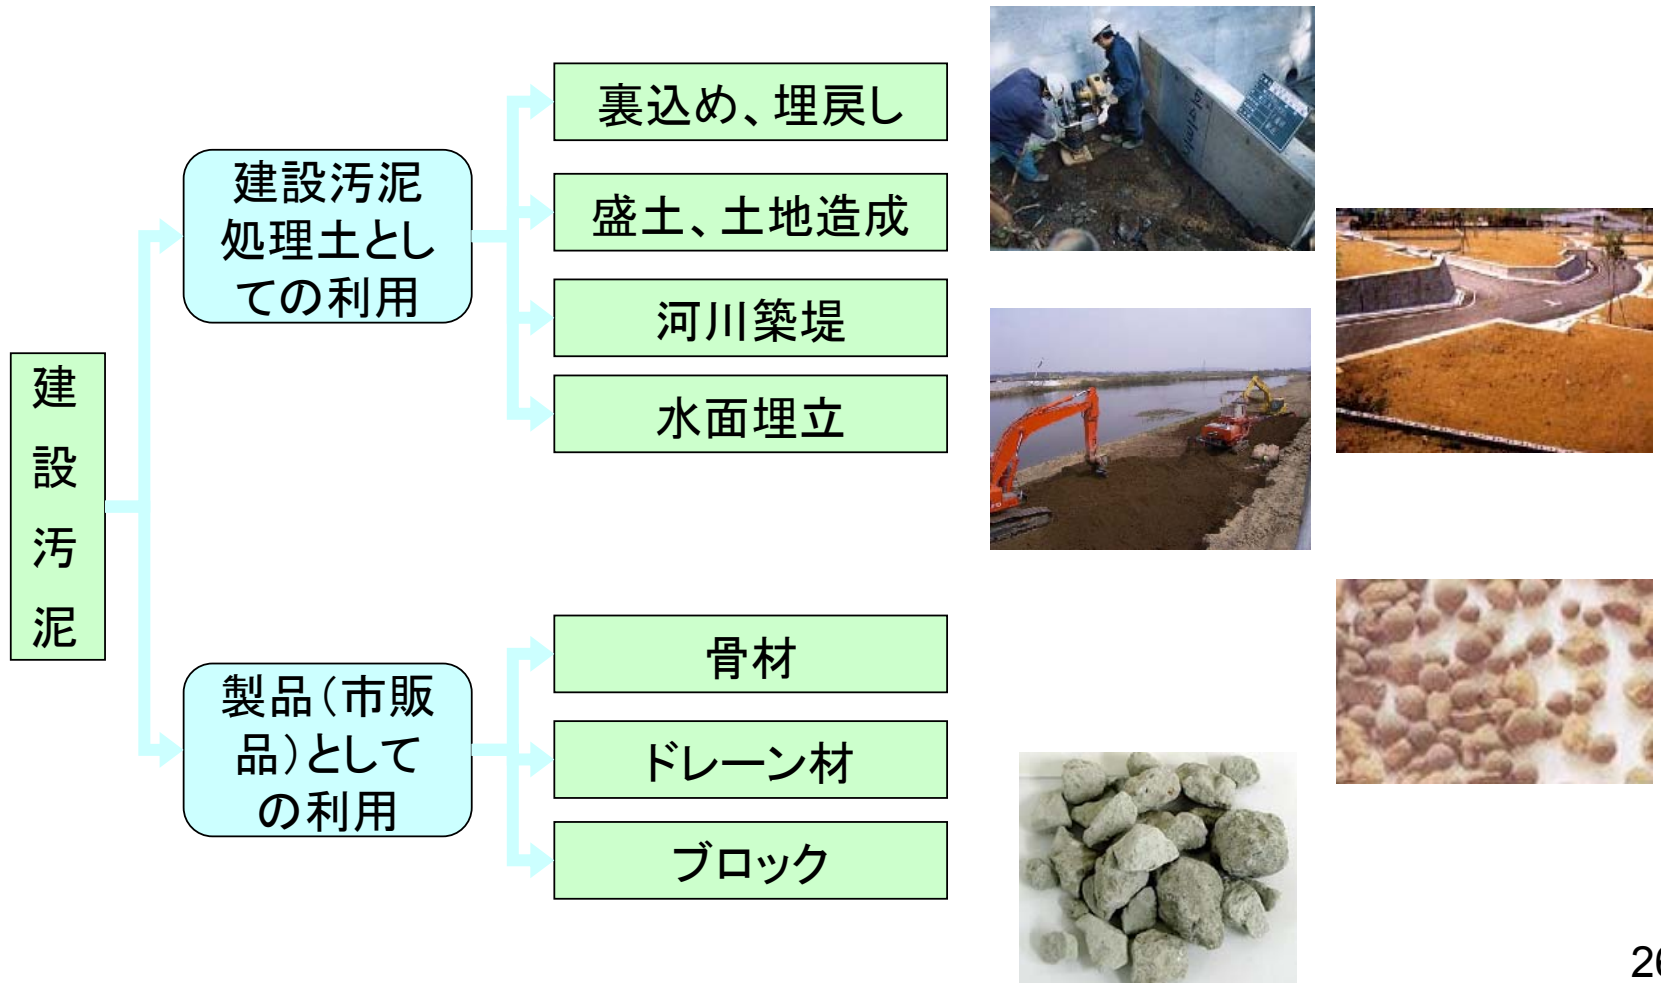 建
設
汚
泥
建設汚泥
処理土とし
ての利用
裏込め、埋戻し
盛土、土地造成
河川築堤
水面埋立
製品(市販
品)として
の利用
骨材
ドレーン材
ブロック
26